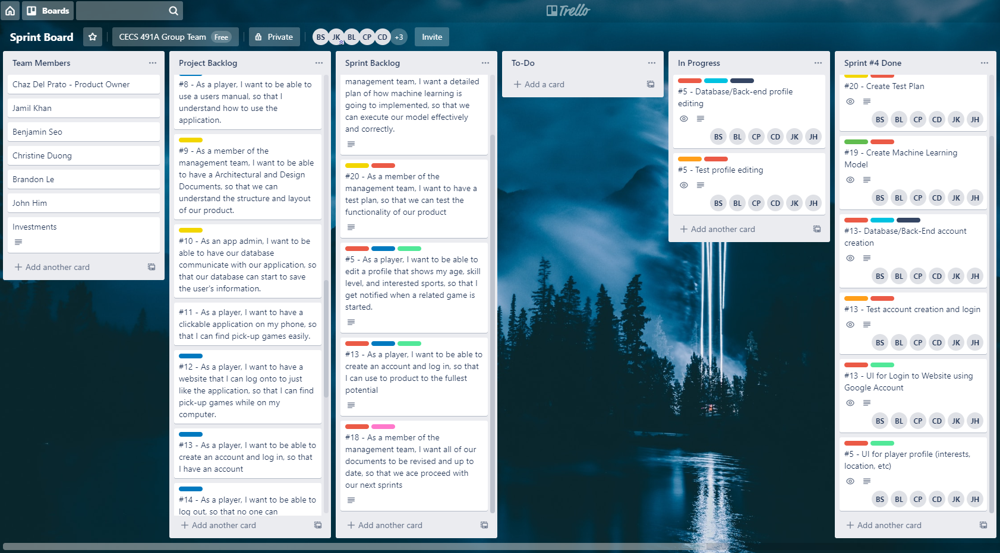 Boards
Trello
Sprint Board
CECS 491A Group Team Free
Private
BS JK BL CP CD +3
Invite
Team Members
Chaz Del Prato - Product Owner
Jamil Khan
Benjamin Seo
Christine Duong
Brandon Le
John Him
Investments
+ Add another card
Project Backlog
#8 - As a player, I want to be able to
use a users manual, so that I
understand how to use the
application.
#9 - As a member of the
management team, I want to be able
to have a Architectural and Design
Documents, so that we can
understand the structure and layout
of our product.
#10 - As an app admin, I want to be
able to have our database
communicate with our application, so
that our database can start to save
the user's information.
#11 - As a player, I want to have a
clickable application on my phone, so
that I can find pick-up games easily.
#12 - As a player, I want to have a
website that I can log onto to just
like the application, so that I can find
pick-up games while on my
computer.
#13 - As a player, I want to be able to
create an account and log in, so that
I have an account
#14 - As a player, I want to be able to
log out, so that no one can
+ Add another card
Sprint Backlog
management team, I want a detailed
plan of how machine learning is
going to implemented, so that we
can execute our model effectively
and correctly.
#20 - As a member of the
management team, I want to have a
test plan, so that we can test the
functionality of our product
#5 - As a player, I want to be able to
edit a profile that shows my age, skill
level, and interested sports, so that I
get notified when a related game is
started.
#13 - As a player, I want to be able to
create an account and log in, so that
I can use to product to the fullest
potential
#18 - As a member of the
management team, I want all of our
documents to be revised and up to
date, so that we ace proceed with
our next sprints
+ Add another card
To-Do
+ Add a card
In Progress
#5 - Database/Back-end profile
editing
BS BL CP CD JK JH
#5 - Test profile editing
BS BL CP CD JK JH
+ Add another card
Sprint #4 Done
#20 - Create Test Plan
BS BL CP CD JK JH
#19 - Create Machine Learning
Model
BS BL CP CD JK JH
#13- Database/Back-End account
creation
BS BL CP CD JK JH
#13 - Test account creation and login
BS BL CP CD JK JH
#13 - UI for Login to Website using
Google Account
BS BL CP CD JK JH
#5 - UI for player profile (interests,
location, etc)
BS BL CP CD JK JH
+ Add another card